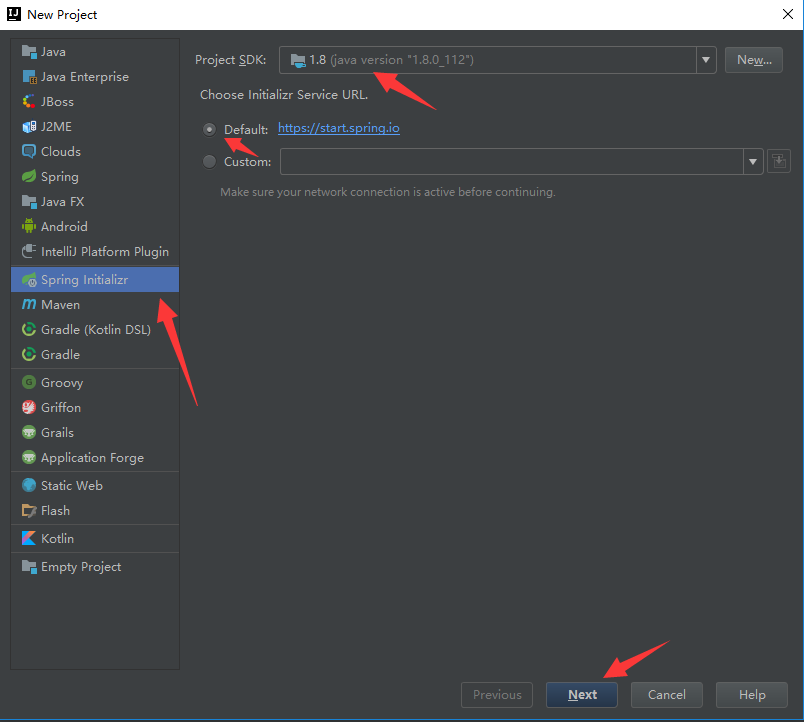 New Project
Java
Java Enterprise
JBoss
J2ME
Clouds
Spring
Java FX
Android
IntelliJ Platform Plugin
Spring Initializr
Maven
Gradle (Kotlin DSL)
Gradle
Groovy
Griffon
Grails
Application Forge
Static Web
Flash
Kotlin
Empty Project
Project SDK: 1.8 (java version "1.8.0_112") New...
Choose Initializr Service URL.
Default: https://start.spring.io
Custom:
Make sure your network connection is active before continuing.
Previous Next Cancel Help